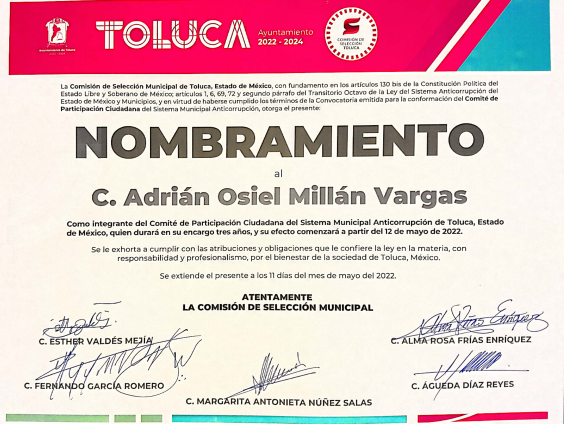 TOLUCA
Ayuntamiento
2022 - 2024
COMISIÓN DE
SELECCIÓN
TOLUCA
La Comisión de Selección Municipal de Toluca, Estado de México, con fundamento en los artículos 130 bis de la Constitución Política del
Estado Libre y Soberano de México; artículos 1, 6, 69, 72 y segundo párrafo del Transitorio Octavo de la Ley del Sistema Anticorrupción del
Estado de México y Municipios, y en virtud de haberse cumplido los términos de la Convocatoria emitida para la conformación del Comité de
Participación Ciudadana del Sistema Municipal Anticorrupción, otorga el presente:
NOMBRAMIENTO
al
C. Adrián Osiel Millán Vargas
Como integrante del Comité de Participación Ciudadana del Sistema Municipal Anticorrupción de Toluca, Estado
de México, quien durará en su encargo tres años, y su efecto comenzará a partir del 12 de mayo de 2022.
Se le exhorta a cumplir con las atribuciones y obligaciones que le confiere la ley en la materia, con
responsabilidad y profesionalismo, por el bienestar de la sociedad de Toluca, México.
Se extiende el presente a los 11 días del mes de mayo del 2022.
ATENTAMENTE
LA COMISIÓN DE SELECCIÓN MUNICIPAL
C. ESTHER VALDÉS MEJÍA
C. ALMA ROSA FRÍAS ENRÍQUEZ
C. FERNANDO GARCÍA ROMERO
C. ÁGUEDA DÍAZ REYES
C. MARGARITA ANTONIETA NÚÑEZ SALAS